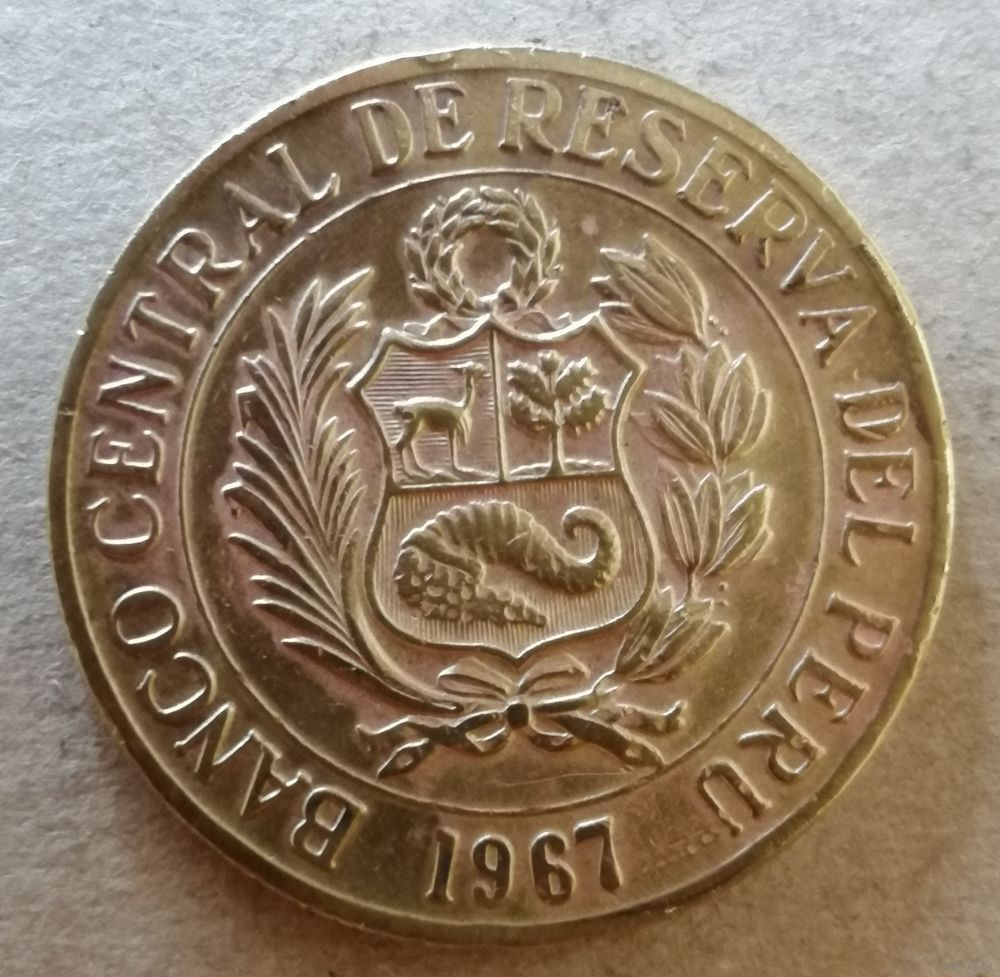 BANCO CENTRAL DE RESERVA DEL PERU
1967